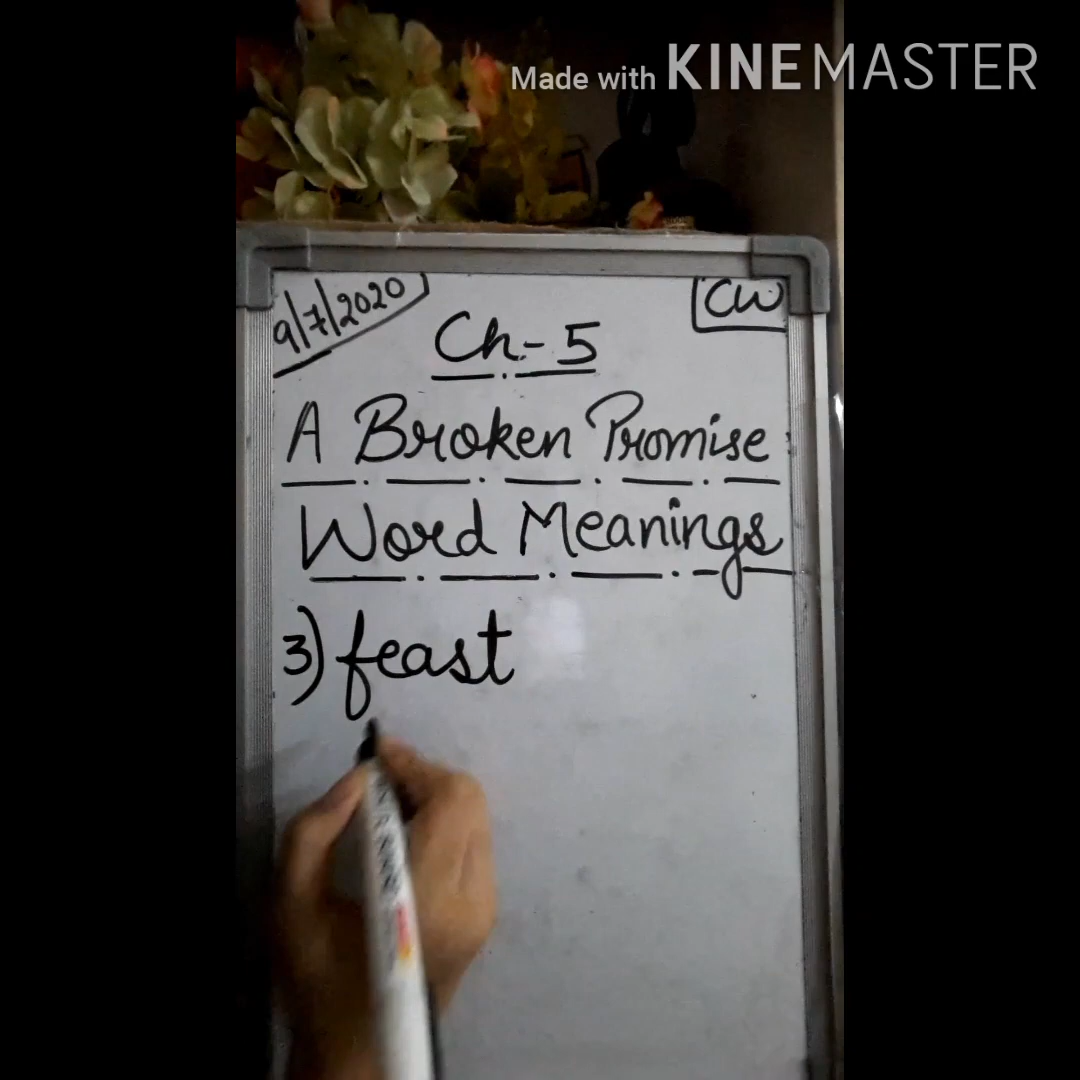 Made with KINEMASTER
9/7/2020
CW
Ch-5
A Broken Promise
Word Meanings
3) feast